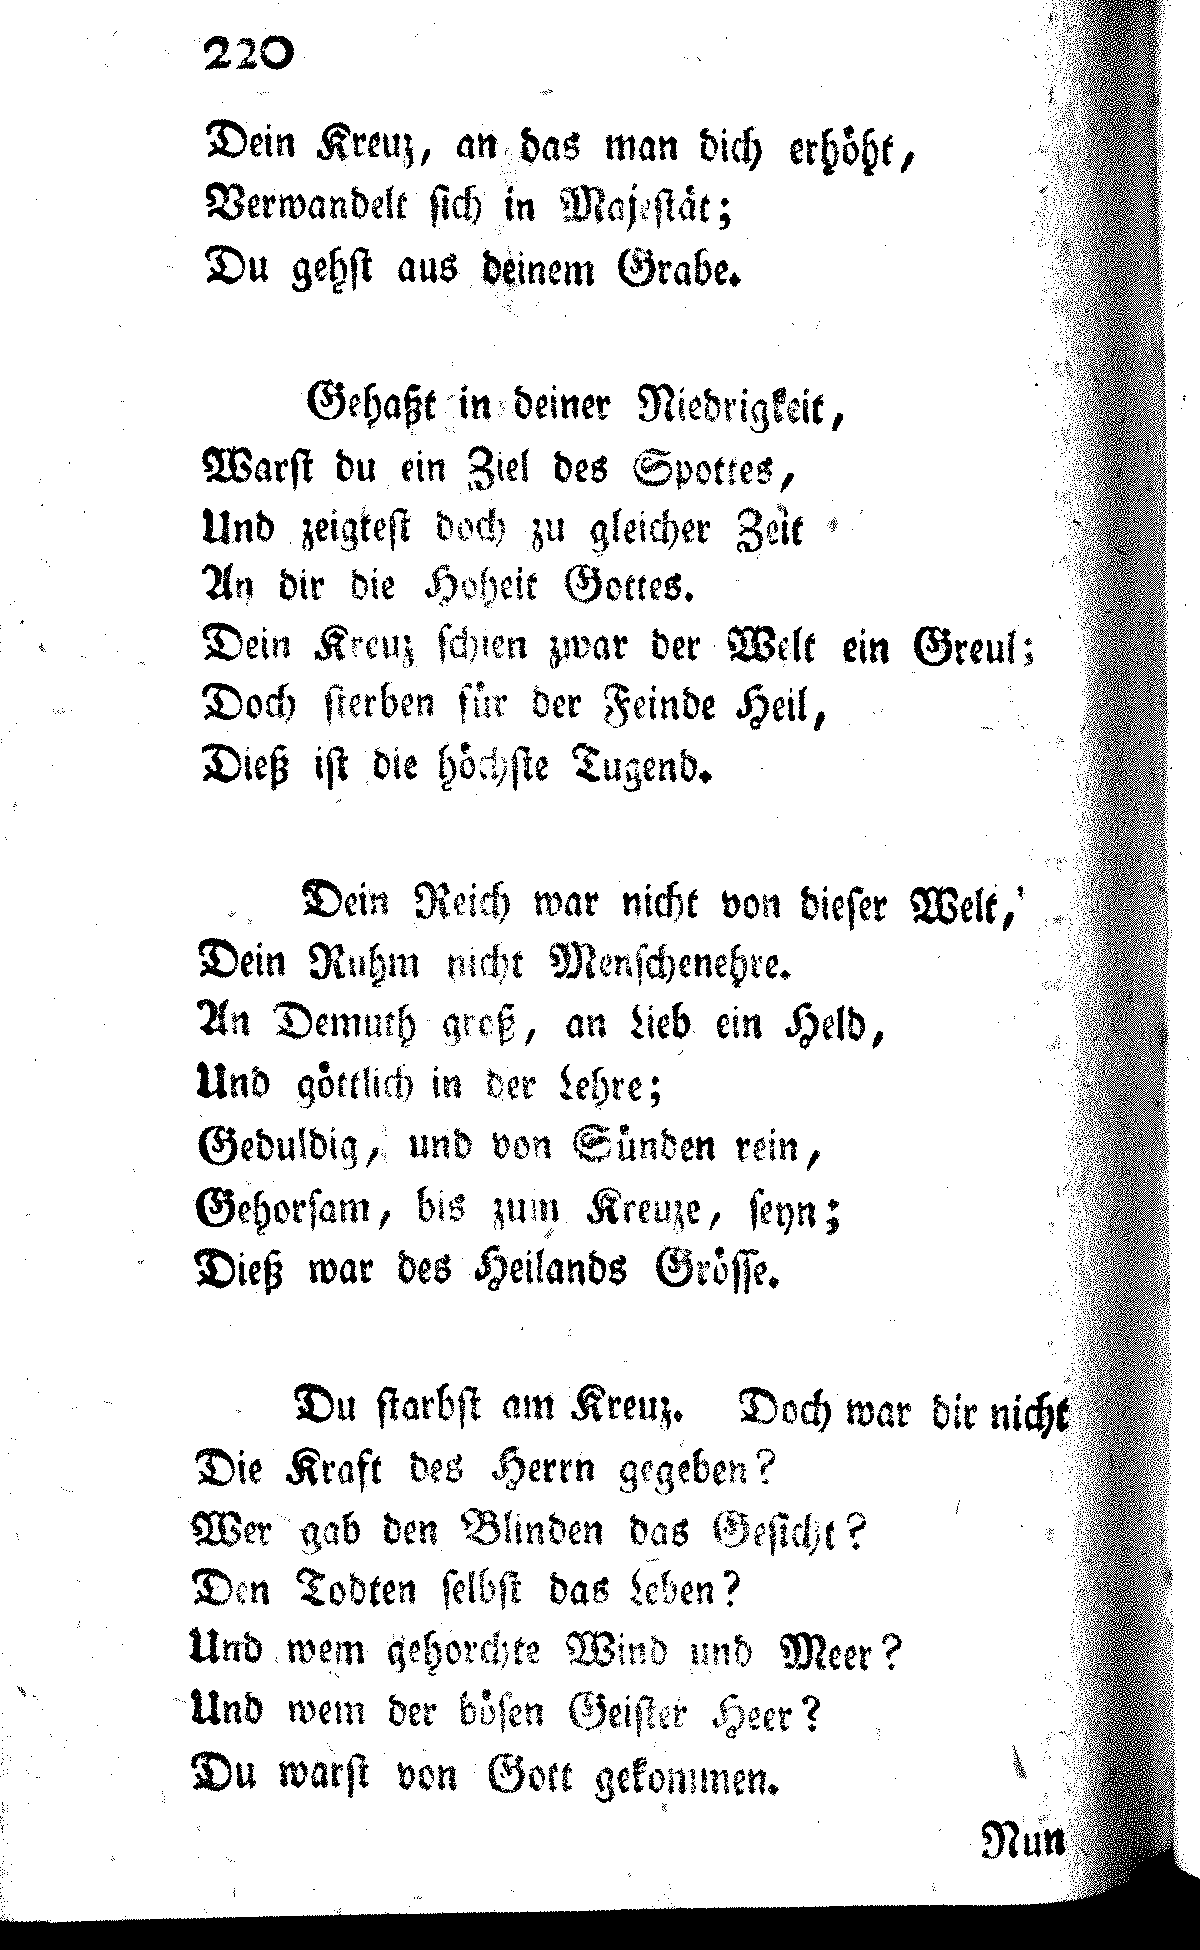 220
Dein Kreuz, an das man dich erhöht,
Verwandelt sich in Majestät;
Du gehst aus deinem Grabe.
Gehaßt in deiner Niedrigkeit,
Warst du ein Ziel des Spottes,
Und zeigtest doch zu gleicher Zeit
An dir die Hoheit Gottes.
Dein Kreuz schien zwar der Welt ein Greul;
Doch sterben für der Feinde Heil,
Dieß ist die höchste Tugend.
Dein Reich war nicht von dieser Welt,
Dein Ruhm nicht Menschenehre.
An Demuth groß, an Lieb ein Held,
Und göttlich in der Lehre;
Geduldig, und von Sünden rein,
Gehorsam, bis zum Kreuze, seyn;
Dieß war des Heilands Grösse.
Du starbst am Kreuz. Doch war dir nicht
Die Kraft des Herrn gegeben?
Wer gab den Blinden das Gesicht?
Den Todten selbst das Leben?
Und wem gehorchte Wind und Meer?
Und wem der bösen Geister Heer?
Du warst von Gott gekommen.
Nun